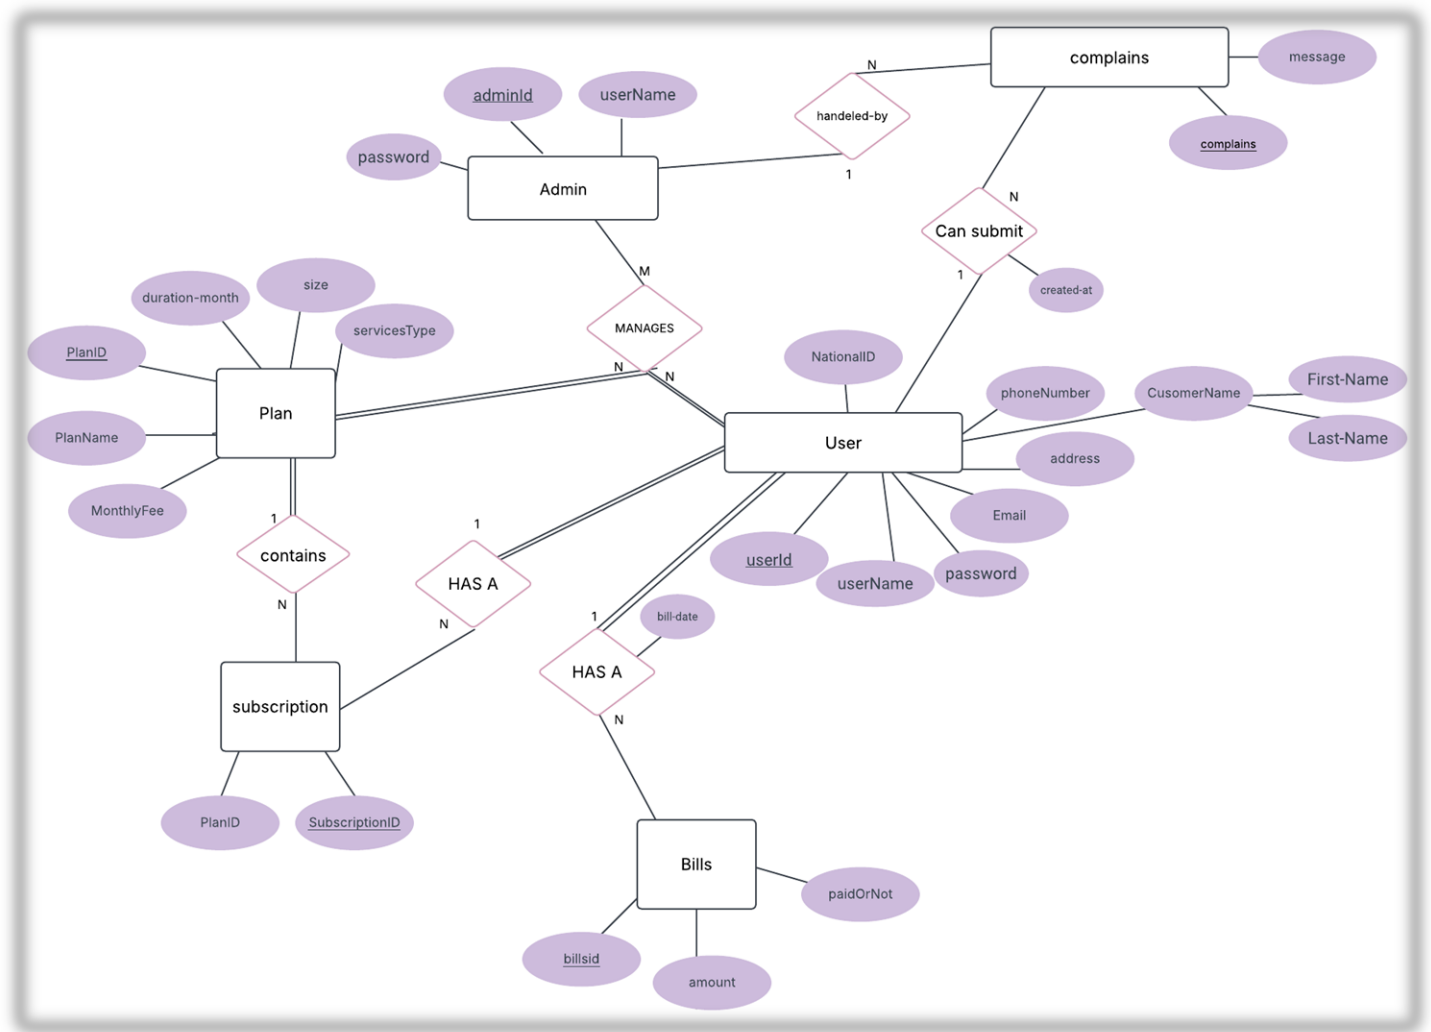 complains
message
N
adminId
userName
handeled-by
complains
password
1
Admin
N
Can submit
M
1
created-at
size
duration-month
servicesType
MANAGES
PlanID
NationalID
N
N
First-Name
phoneNumber
CusomerName
Plan
PlanName
User
Last-Name
address
MonthlyFee
Email
1
1
contains
userId
password
HAS A
userName
N
1
bill-date
N
HAS A
subscription
N
PlanID
SubscriptionID
Bills
paidOrNot
billsid
amount